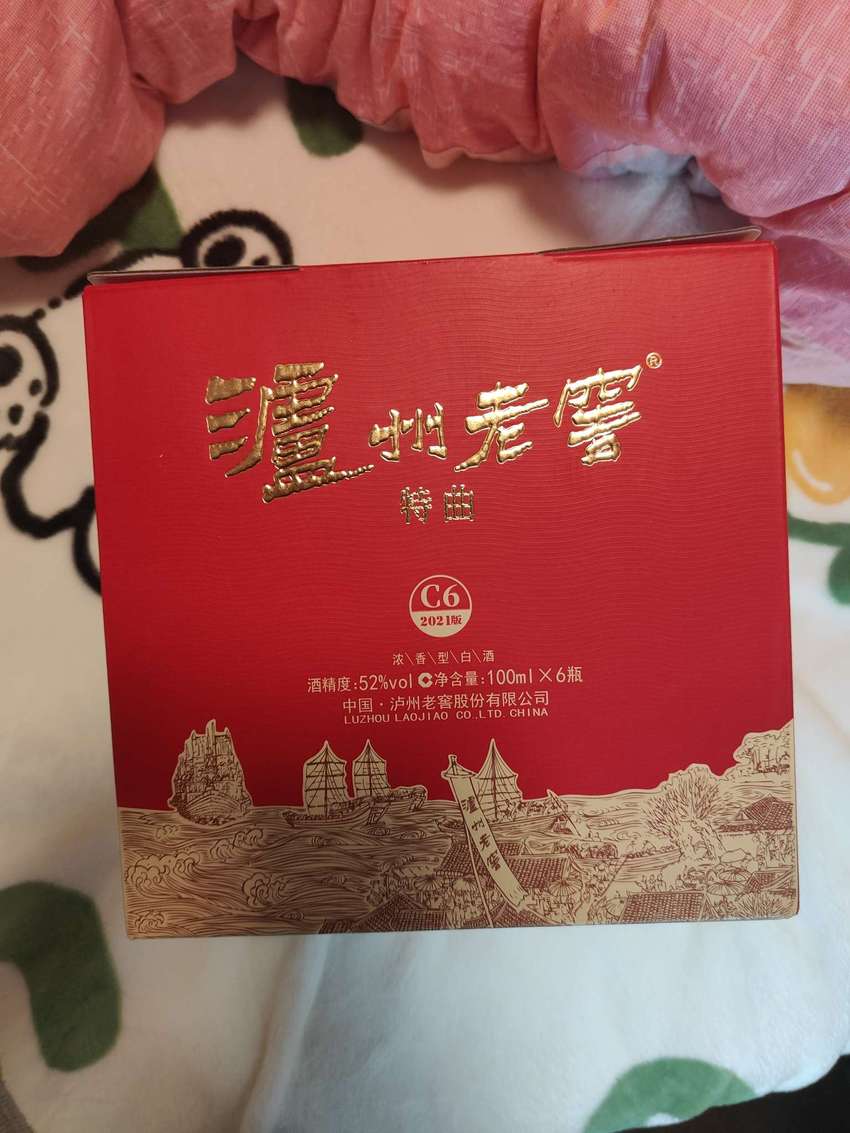 泸州老窖®
特曲
C6
2021版
浓\香\型\白\酒
酒精度:52%vol 净含量:100ml×6瓶
中国·泸州老窖股份有限公司
LUZHOU LAOJIAO CO.,LTD. CHINA
泸州老窖